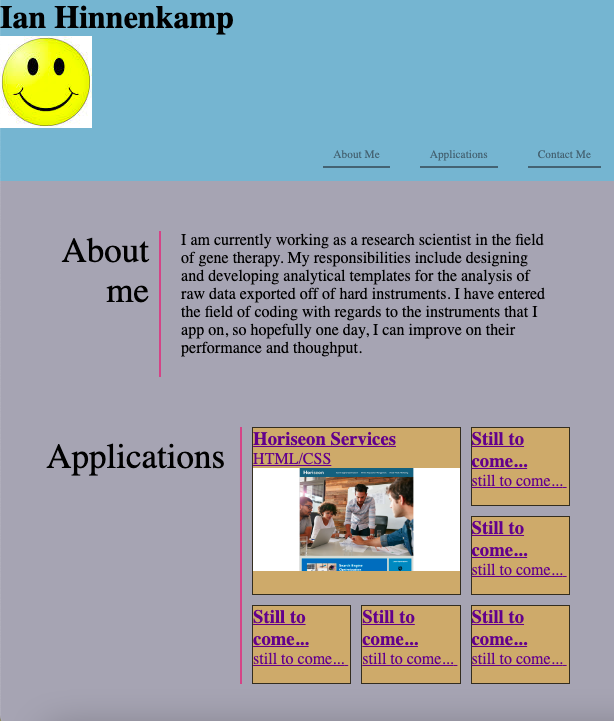 Ian Hinnenkamp
About Me
Applications
Contact Me
About
me
I am currently working as a research scientist in the field
of gene therapy. My responsibilities include designing
and developing analytical templates for the analysis of
raw data exported off of hard instruments. I have entered
the field of coding with regards to the instruments that I
app on, so hopefully one day, I can improve on their
performance and thoughput.
Applications
Horiseon Services
HTML/CSS
Horiseon
Search Engine
Optimization
Still to
come...
still to come...
Still to
come...
still to come...
Still to
come...
still to come...
Still to
come...
still to come...
Still to
come...
still to come...